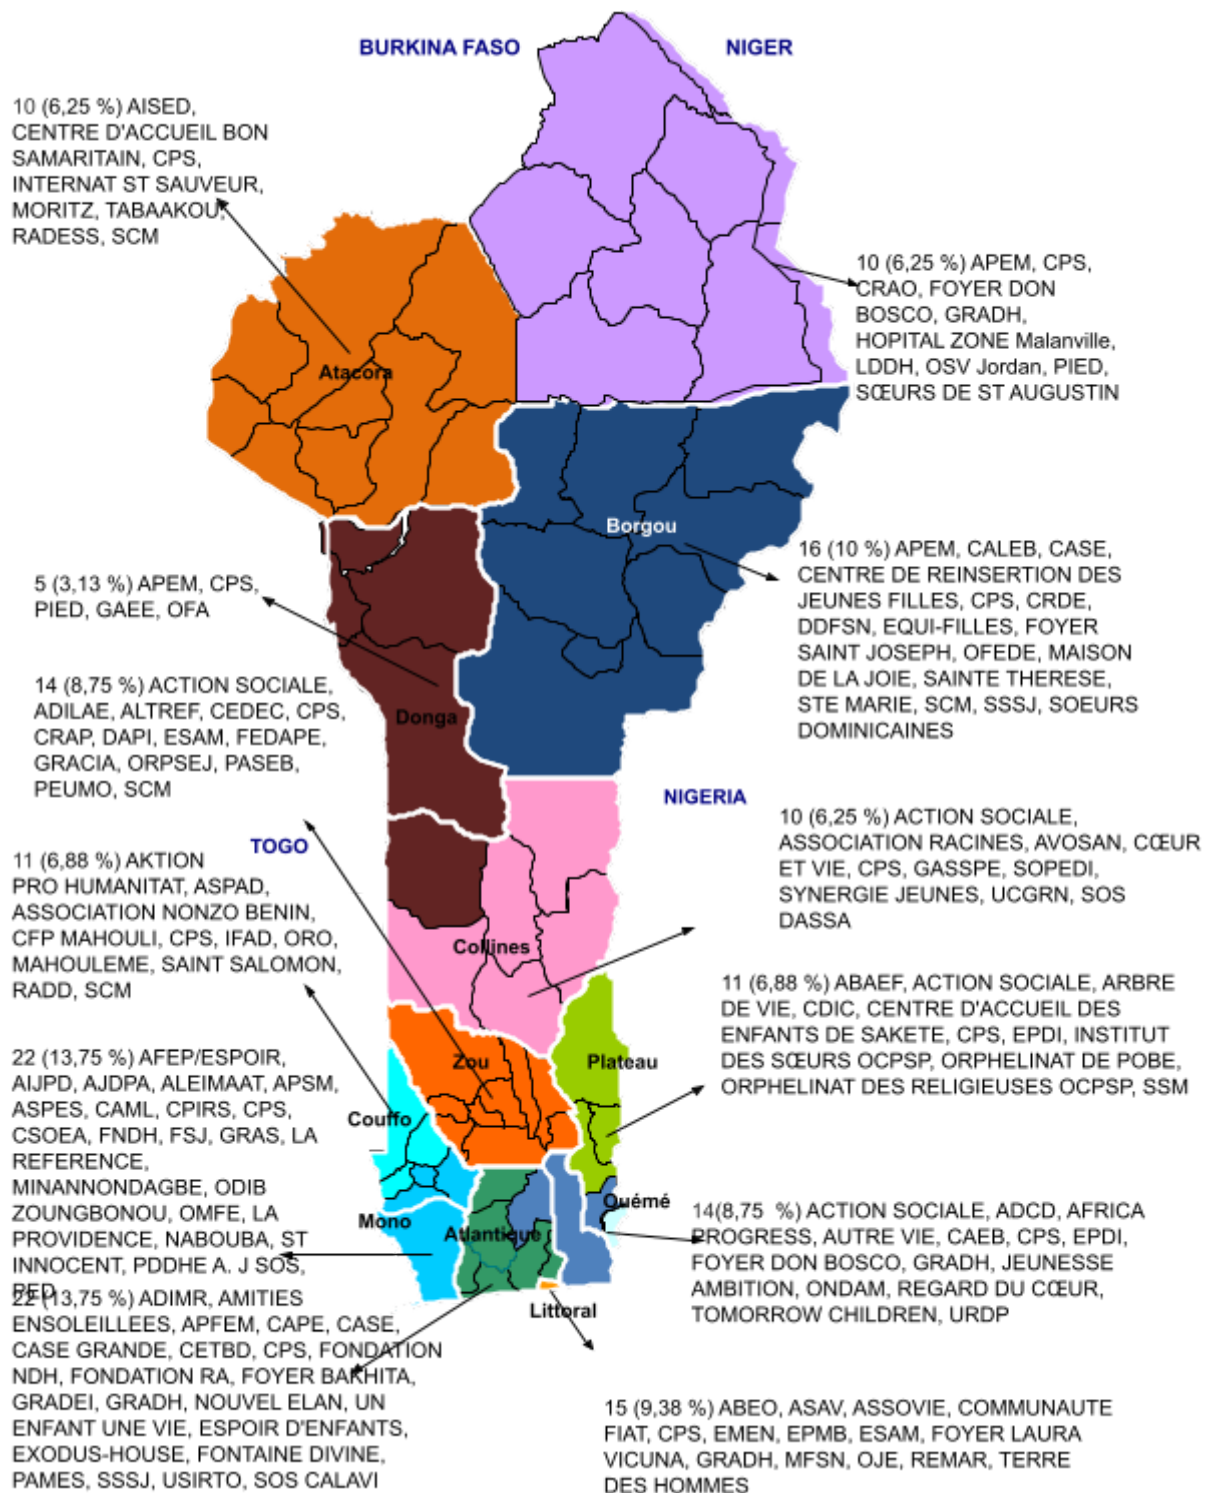 BURKINA FASO
NIGER
10 (6,25 %) AISED,
CENTRE D'ACCUEIL BON
SAMARITAIN, CPS,
INTERNAT ST SAUVEUR,
MORITZ, TABAAKOU,
RADESS, SCM
10 (6,25 %) APEM, CPS,
CRAO, FOYER DON
BOSCO, GRADH,
HOPITAL ZONE Malanville,
LDDH, OSV Jordan, PIED,
SŒURS DE ST AUGUSTIN
Atacora
Borgou
16 (10 %) APEM, CALEB, CASE,
CENTRE DE REINSERTION DES
JEUNES FILLES, CPS, CRDE,
DDFSN, EQUI-FILLES, FOYER
SAINT JOSEPH, OFEDE, MAISON
DE LA JOIE, SAINTE THERESE,
STE MARIE, SCM, SSSJ, SOEURS
DOMINICAINES
5 (3,13 %) APEM, CPS,
PIED, GAEE, OFA
14 (8,75 %) ACTION SOCIALE,
ADILAE, ALTREF, CEDEC, CPS,
CRAP, DAPI, ESAM, FEDAPE,
GRACIA, ORPSEJ, PASEB,
PEUMO, SCM
Donga
NIGERIA
TOGO
10 (6,25 %) ACTION SOCIALE,
ASSOCIATION RACINES, AVOSAN, CŒUR
ET VIE, CPS, GASSPE, SOPEDI,
SYNERGIE JEUNES, UCGRN, SOS
DASSA
11 (6,88 %) AKTION
PRO HUMANITAT, ASPAD,
ASSOCIATION NONZO BENIN,
CFP MAHOULI, CPS, IFAD, ORO,
MAHOULEME, SAINT SALOMON,
RADD, SCM
Collines
11 (6,88 %) ABAEF, ACTION SOCIALE, ARBRE
DE VIE, CDIC, CENTRE D'ACCUEIL DES
ENFANTS DE SAKETE, CPS, EPDI, INSTITUT
DES SŒURS OCPSP, ORPHELINAT DE POBE,
ORPHELINAT DES RELIGIEUSES OCPSP, SSM
Zou
Plateau
22 (13,75 %) AFEP/ESPOIR,
AIJPD, AJDPA, ALEIMAAT, APSM,
ASPES, CAML, CPIRS, CPS,
CSOEA, FNDH, FSJ, GRAS, LA
REFERENCE,
MINANNONDAGBE, ODIB
ZOUNGBONOU, OMFE, LA
PROVIDENCE, NABOUBA, ST
INNOCENT, PDDHE A. J SOS,
PED
Couffo
Mono
Atlantique
Ouémé
Littoral
14(8,75 %) ACTION SOCIALE, ADCD, AFRICA
PROGRESS, AUTRE VIE, CAEB, CPS, EPDI,
FOYER DON BOSCO, GRADH, JEUNESSE
AMBITION, ONDAM, REGARD DU CŒUR,
TOMORROW CHILDREN, URDP
22 (13,75 %) ADIMR, AMITIES
ENSOLEILLEES, APFEM, CAPE, CASE,
CASE GRANDE, CETBD, CPS, FONDATION
NDH, FONDATION RA, FOYER BAKHITA,
GRADEI, GRADH, NOUVEL ELAN, UN
ENFANT UNE VIE, ESPOIR D'ENFANTS,
EXODUS-HOUSE, FONTAINE DIVINE,
PAMES, SSSJ, USIRTO, SOS CALAVI
15 (9,38 %) ABEO, ASAV, ASSOVIE, COMMUNAUTE
FIAT, CPS, EMEN, EPMB, ESAM, FOYER LAURA
VICUNA, GRADH, MFSN, OJE, REMAR, TERRE
DES HOMMES